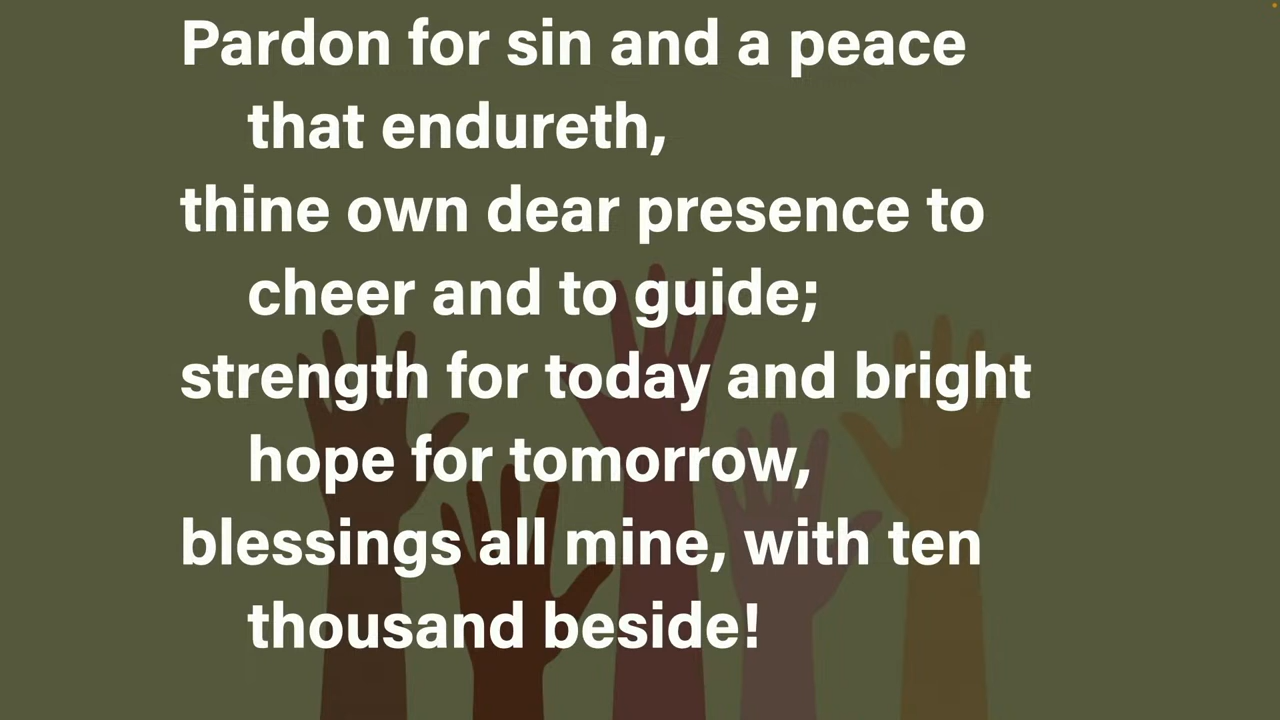 Pardon for sin and a peace
that endureth,
thine own dear presence to
cheer and to guide;
strength for today and bright
hope for tomorrow,
blessings all mine, with ten
thousand beside!